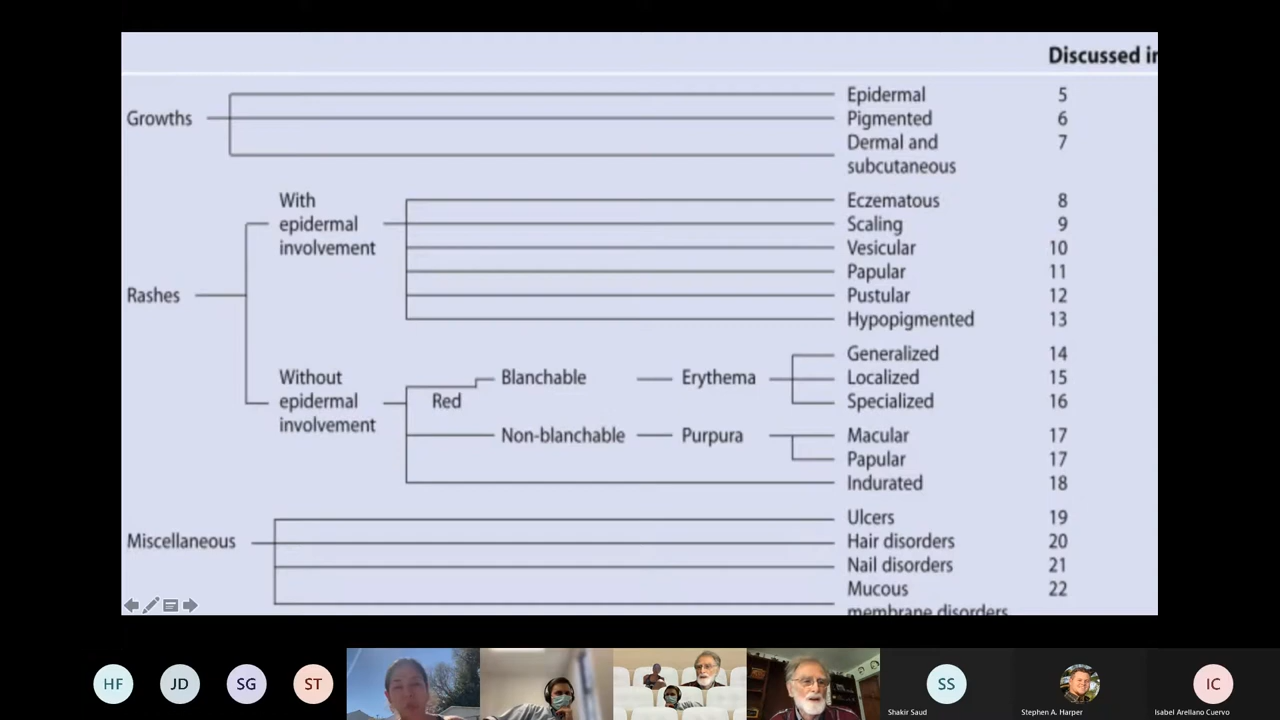 Discussed in
Growths
Epidermal 5
Pigmented 6
Dermal and 7
subcutaneous
Rashes
With
epidermal
involvement
Eczematous 8
Scaling 9
Vesicular 10
Papular 11
Pustular 12
Hypopigmented 13
Without
epidermal
involvement
Red
Blanchable
Erythema
Generalized 14
Localized 15
Specialized 16
Non-blanchable
Purpura
Macular 17
Papular 17
Indurated 18
Miscellaneous
Ulcers 19
Hair disorders 20
Nail disorders 21
Mucous 22
membrane disorders
HF
JD
SG
ST
SS
IC
Shakir Saud
Stephen A. Harper
Isabel Arellano Cuervo